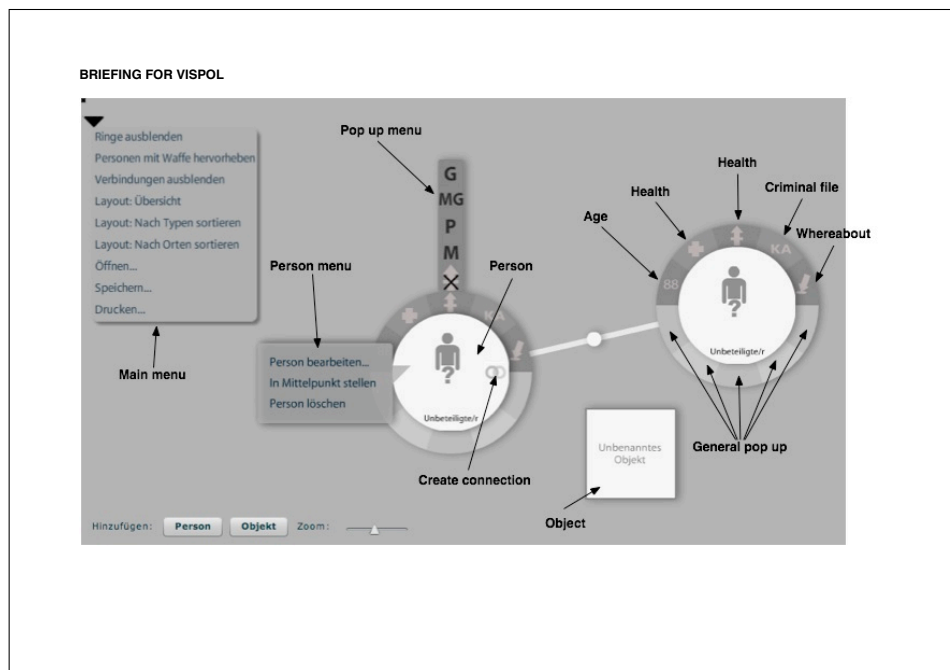 BRIEFING FOR VISPOL
Ringe ausblenden
Personen mit Waffe hervorheben
Verbindungen ausblenden
Layout: Übersicht
Layout: Nach Typen sortieren
Layout: Nach Orten sortieren
Öffnen...
Speichern...
Drucken...
Main menu
Pop up menu
G
MG
P
M
Person menu
Person
KA
Person bearbeiten...
In Mittelpunkt stellen
Person löschen
?
Unbeteiligte/r
Create connection
Health
Health
Criminal file
Age
Whereabout
88
KA
?
Unbeteiligte/r
General pop up
Unbenanntes
Objekt
Object
Hinzufügen: Person Objekt Zoom: